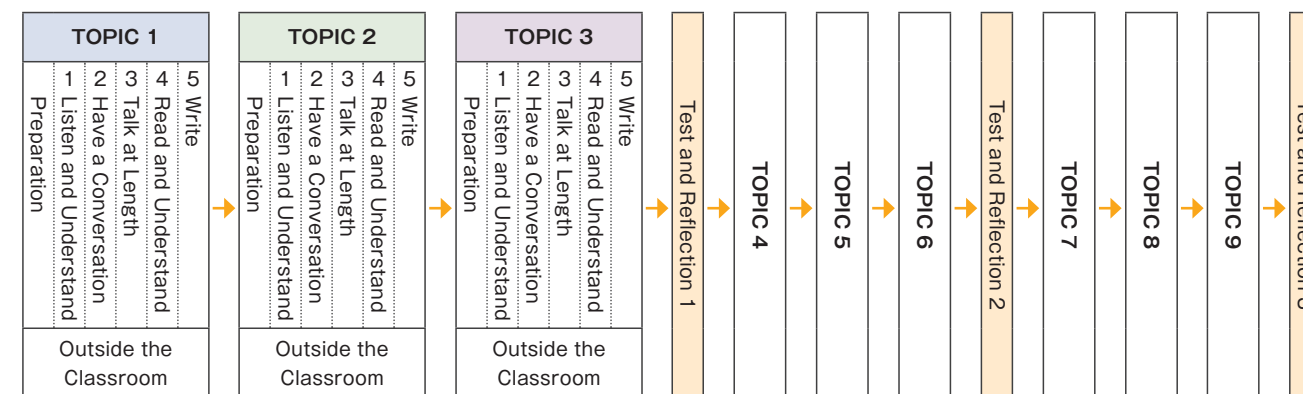 TOPIC 1
Preparation
1 Listen and Understand
2 Have a Conversation
3 Talk at Length
4 Read and Understand
5 Write
Outside the
Classroom
TOPIC 2
Preparation
1 Listen and Understand
2 Have a Conversation
3 Talk at Length
4 Read and Understand
5 Write
Outside the
Classroom
TOPIC 3
Preparation
1 Listen and Understand
2 Have a Conversation
3 Talk at Length
4 Read and Understand
5 Write
Outside the
Classroom
Test and Reflection 1
TOPIC 4
TOPIC 5
TOPIC 6
Test and Reflection 2
TOPIC 7
TOPIC 8
TOPIC 9